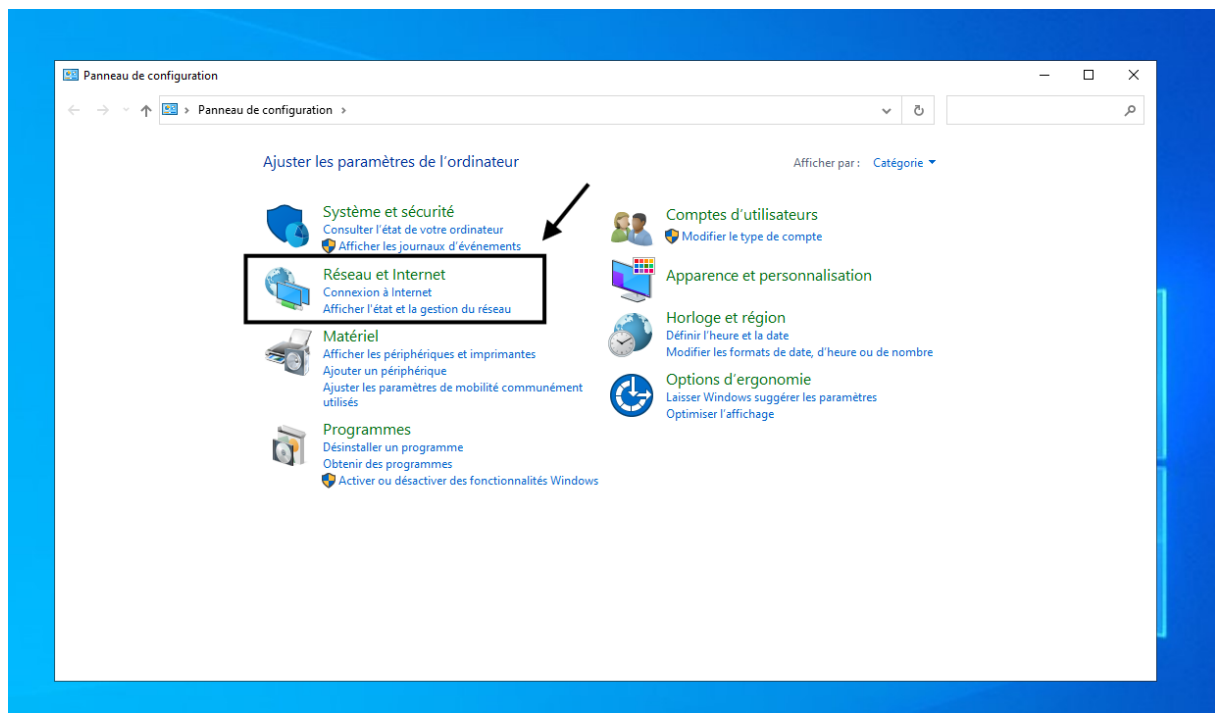 Panneau de configuration
Panneau de configuration
Ajuster les paramètres de l'ordinateur
Afficher par : Catégorie
Système et sécurité
Consulter l'état de votre ordinateur
Afficher les journaux d'événements
Réseau et Internet
Connexion à Internet
Afficher l'état et la gestion du réseau
Matériel
Afficher les périphériques et imprimantes
Ajouter un périphérique
Ajuster les paramètres de mobilité communément
utilisés
Programmes
Désinstaller un programme
Obtenir des programmes
Activer ou désactiver des fonctionnalités Windows
Comptes d'utilisateurs
Modifier le type de compte
Apparence et personnalisation
Horloge et région
Définir l'heure et la date
Modifier les formats de date, d'heure ou de nombre
Options d'ergonomie
Laisser Windows suggérer les paramètres
Optimiser l'affichage